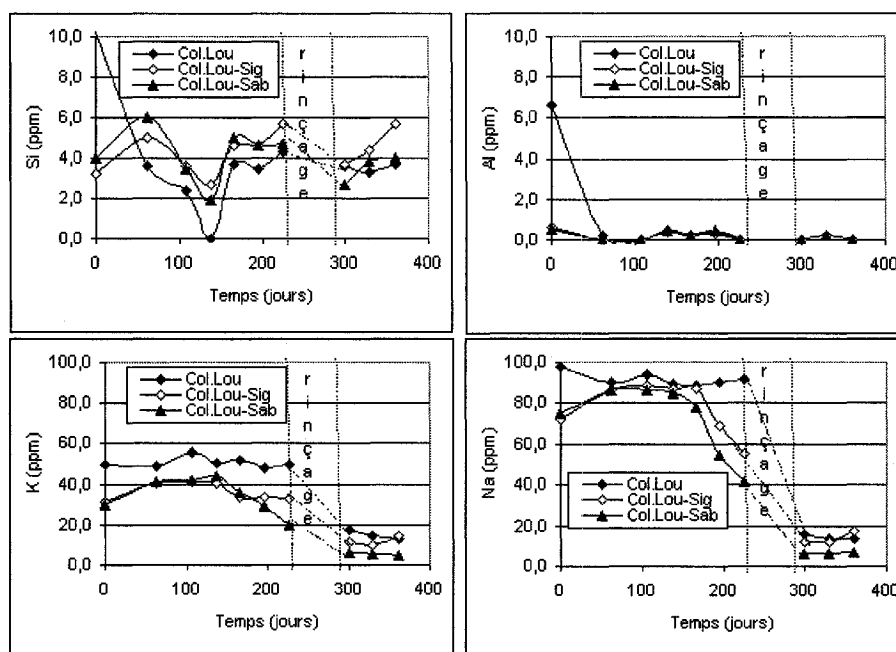 10,0
8,0
6,0
4,0
2,0
0,0
Si (ppm)
Col.Lou
Col.Lou-Sig
Col.Lou-Sab
rinçage
0
100
200
300
400
Temps (jours)
10,0
8,0
6,0
4,0
2,0
0,0
Al (ppm)
Col.Lou
Col.Lou-Sig
Col.Lou-Sab
rinçage
0
100
200
300
400
Temps (jours)
100,0
80,0
60,0
40,0
20,0
0,0
K (ppm)
Col.Lou
Col.Lou-Sig
Col.Lou-Sab
rinçage
0
100
200
300
400
Temps (jours)
100,0
80,0
60,0
40,0
20,0
0,0
Na (ppm)
Col.Lou
Col.Lou-Sig
Col.Lou-Sab
rinçage
0
100
200
300
400
Temps (jours)